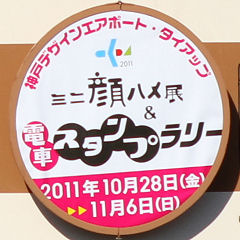 神戸デザインエアポート・タイアップ
2011
ミニ顔ハメ展
&
電車スタンプラリー
2011年10月28日(金)
▶▶11月6日(日)